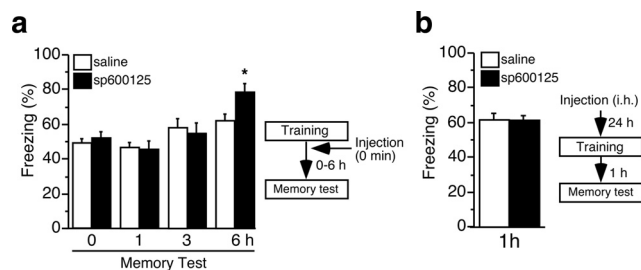 a
100
80
60
40
20
0
Freezing (%)
saline
sp600125
*
0 1 3 6 h
Memory Test
Training
Injection
(0 min)
0-6 h
Memory test
b
100
80
60
40
20
0
Freezing (%)
saline
sp600125
1h
Injection (i.h.)
24 h
Training
1 h
Memory test